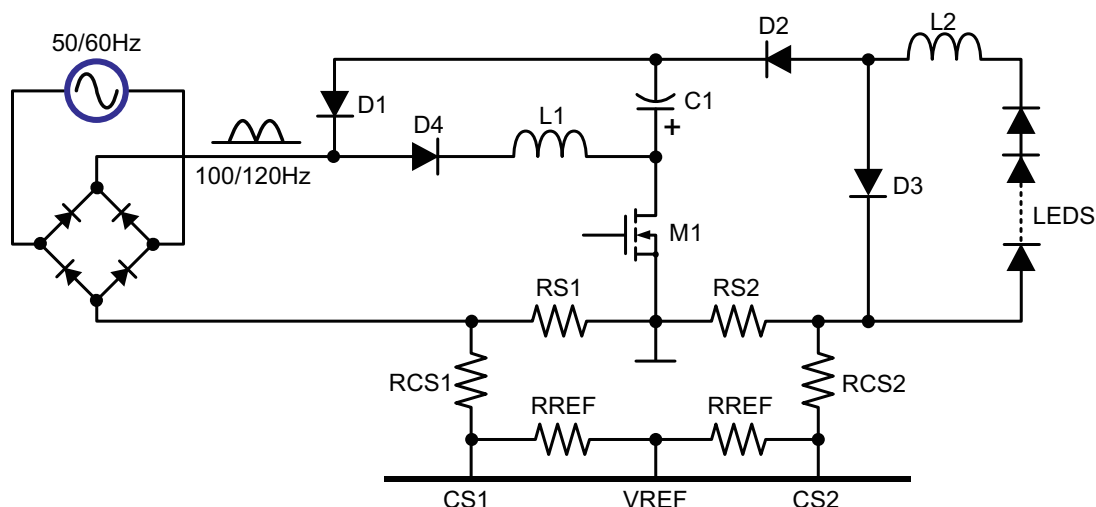 50/60Hz
D2
L2
D1
C1
+
D4
L1
100/120Hz
D3
M1
LEDS
RS1
RS2
RCS1
RCS2
RREF
RREF
CS1
VREF
CS2